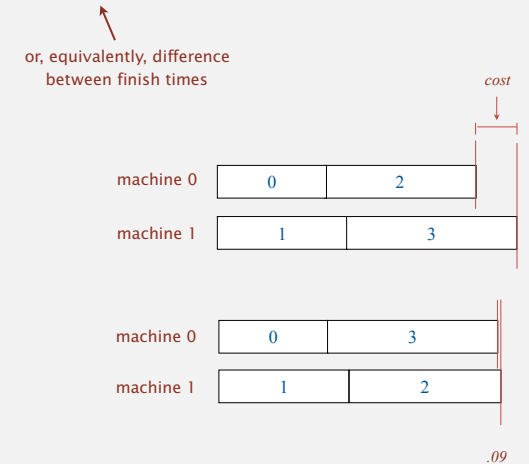 or, equivalently, difference
between finish times
cost
machine 0 0 2
machine 1 1 3
machine 0 0 3
machine 1 1 2
.09